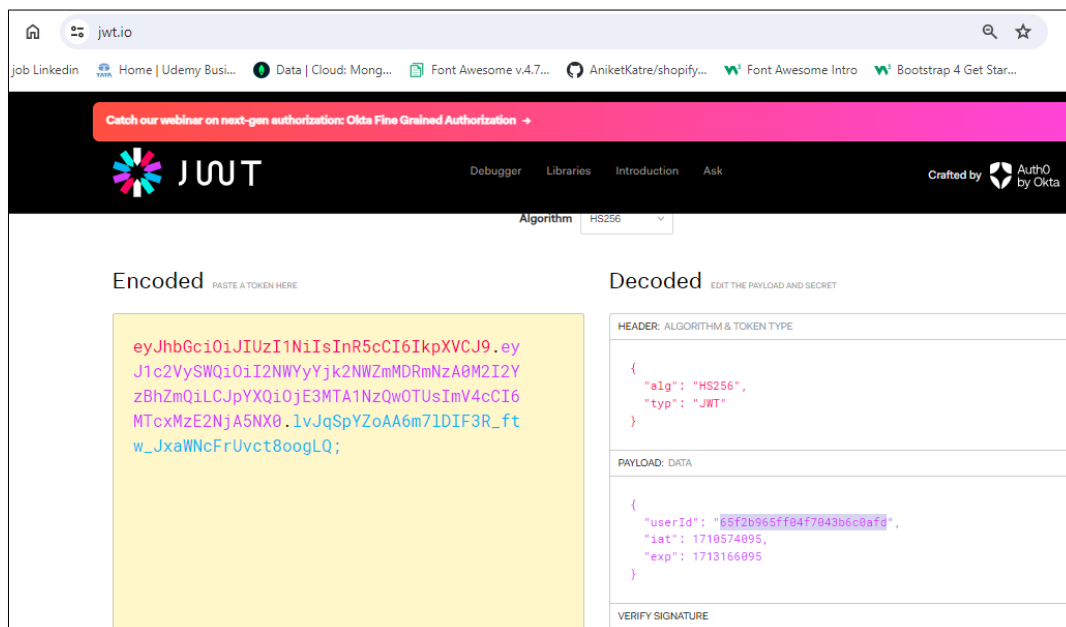 jwt.io
job Linkedin
Home | Udemy Busi...
Data | Cloud: Mong...
Font Awesome v.4.7...
AniketKatre/shopify...
Font Awesome Intro
Bootstrap 4 Get Star...
Catch our webinar on next-gen authorization: Okta Fine Grained Authorization →
JWT
Debugger
Libraries
Introduction
Ask
Crafted by
Auth0
by Okta
Algorithm
HS256
Encoded
PASTE A TOKEN HERE
eyJhbGciOiJIUzI1NiIsInR5cCI6IkpXVCJ9.ey
J1c2VySWQiOiI2NWYyYjk2NWZmMDRmNzA0M2I2Y
zBhZmQiLCJpYXQiOjE3MTA1NzQwOTUsImV4cCI6
MTcxMzE2NjA5NX0.lvJqSpYZoAA6m7lDIF3R_ft
w_JxaWNcFrUvct8oogLQ;
Decoded
EDIT THE PAYLOAD AND SECRET
HEADER: ALGORITHM & TOKEN TYPE
{
"alg": "HS256",
"typ": "JWT"
}
PAYLOAD: DATA
{
"userId": "65f2b965ff04f7043b6c0afd",
"iat": 1710574095,
"exp": 1713166095
}
VERIFY SIGNATURE